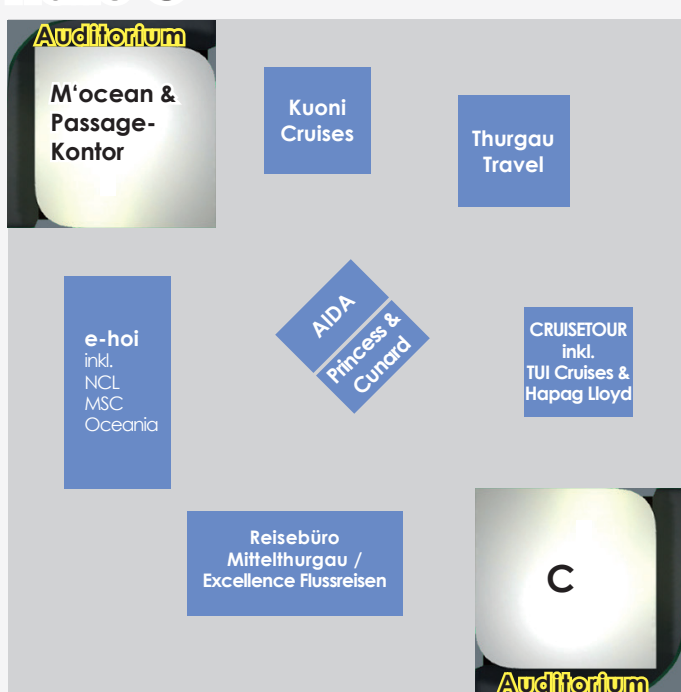 Auditorium
M'ocean &
Passage-
Kontor
Kuoni
Cruises
Thurgau
Travel
AIDA
Princess &
Cunard
e-hoi
inkl.
NCL
MSC
Oceania
CRUISETOUR
inkl.
TUI Cruises &
Hapag Lloyd
Reisebüro
Mittelthurgau /
Excellence Flussreisen
C
Auditorium